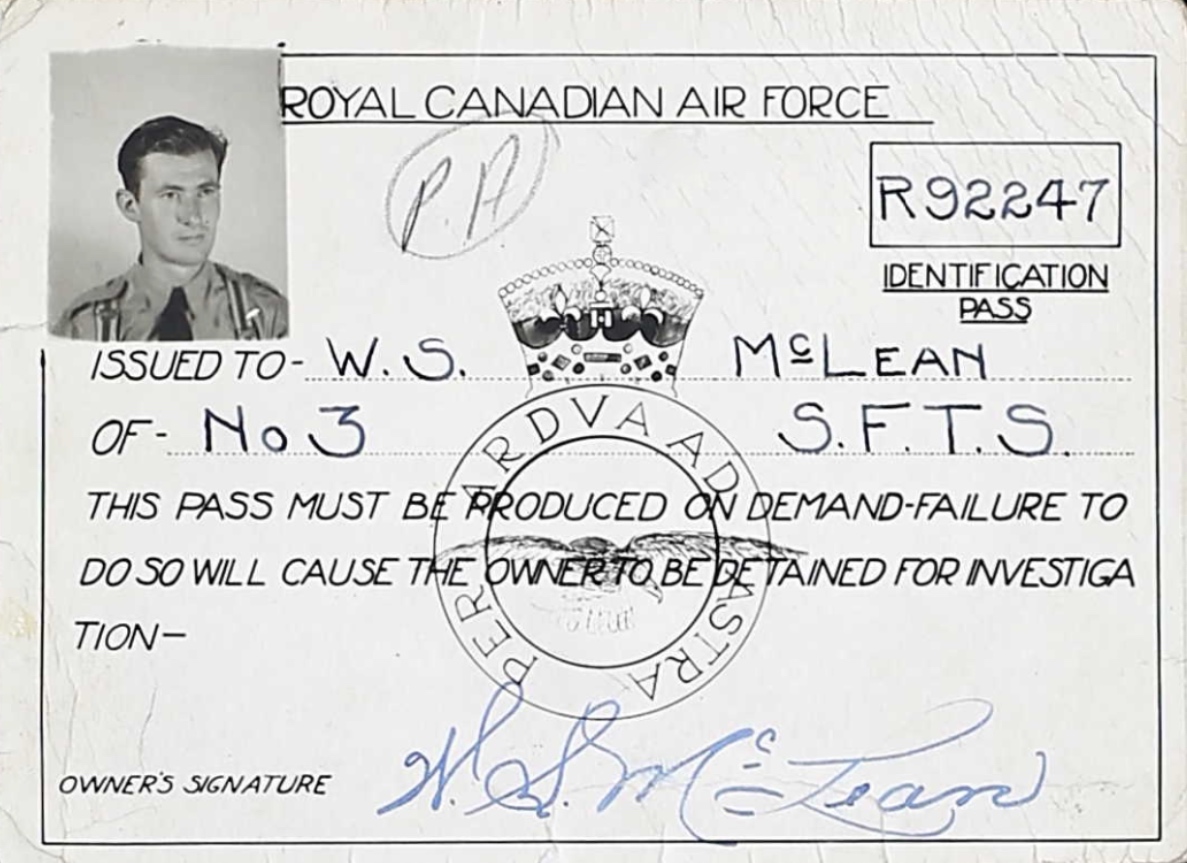 ROYAL CANADIAN AIR FORCE
P.A
R92247
IDENTIFICATION
PASS
ISSUED TO- W. S. McLEAN
OF- No 3 S.F.T.S.
PER ARDVA AD ASTRA
THIS PASS MUST BE PRODUCED ON DEMAND-FAILURE TO
DO SO WILL CAUSE THE OWNER TO BE DETAINED FOR INVESTIGA
TION-
OWNER'S SIGNATURE W. S. McLean